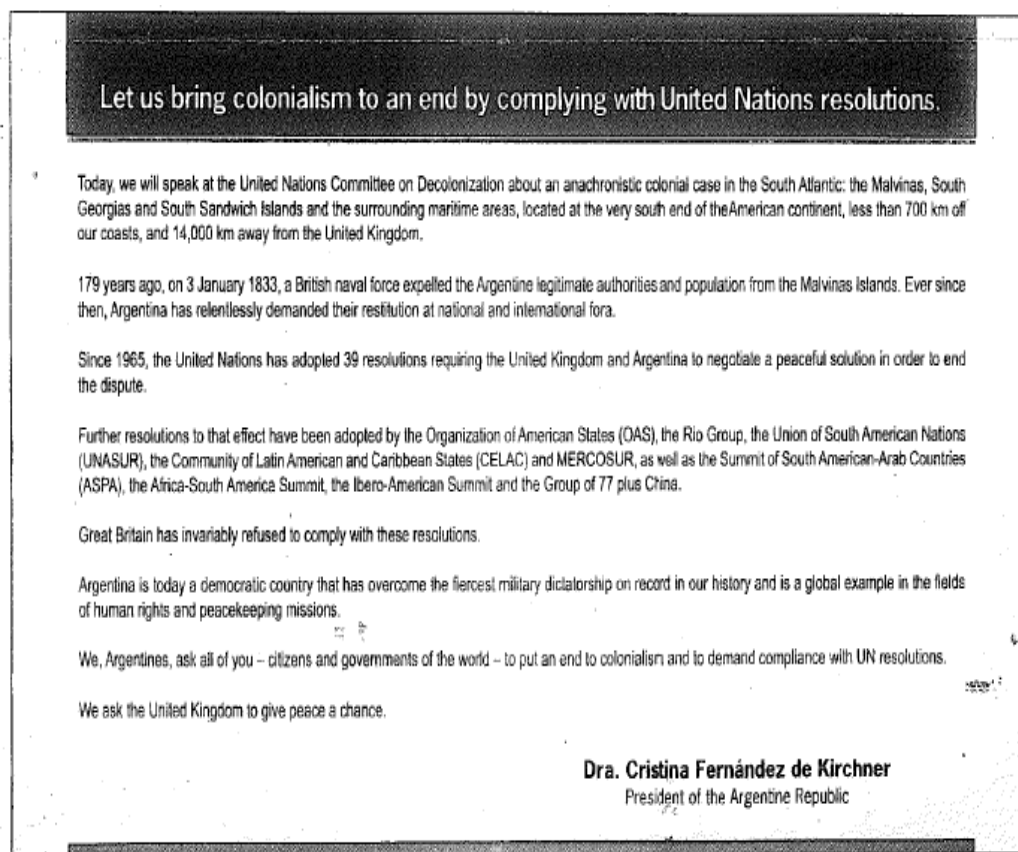 Let us bring colonialism to an end by complying with United Nations resolutions.
Today, we will speak at the United Nations Committee on Decolonization about an anachronistic colonial case in the South Atlantic: the Malvinas, South
Georgias and South Sandwich Islands and the surrounding maritime areas, located at the very south end of theAmerican continent, less than 700 km off
our coasts, and 14,000 km away from the United Kingdom.
179 years ago, on 3 January 1833, a British naval force expelled the Argentine legitimate authorities and population from the Malvinas Islands. Ever since
then, Argentina has relentlessly demanded their restitution at national and international fora.
Since 1965, the United Nations has adopted 39 resolutions requiring the United Kingdom and Argentina to negotiate a peaceful solution in order to end
the dispute.
Further resolutions to that effect have been adopted by the Organization of American States (OAS), the Rio Group, the Union of South American Nations
(UNASUR), the Community of Latin American and Caribbean States (CELAC) and MERCOSUR, as well as the Summit of South American-Arab Countries
(ASPA), the Africa-South America Summit, the Ibero-American Summit and the Group of 77 plus China.
Great Britain has invariably refused to comply with these resolutions.
Argentina is today a democratic country that has overcome the fiercest military dictatorship on record in our history and is a global example in the fields
of human rights and peacekeeping missions.
We, Argentines, ask all of you – citizens and governments of the world – to put an end to colonialism and to demand compliance with UN resolutions.
We ask the United Kingdom to give peace a chance.
Dra. Cristina Fernández de Kirchner
President of the Argentine Republic